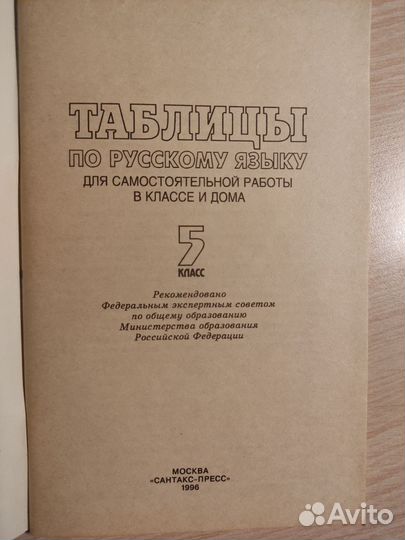 ТАБЛИЦЫ
ПО РУССКОМУ ЯЗЫКУ
ДЛЯ САМОСТОЯТЕЛЬНОЙ РАБОТЫ
В КЛАССЕ И ДОМА
5
КЛАСС
Рекомендовано
Федеральным экспертным советом
по общему образованию
Министерства образования
Российской Федерации
МОСКВА
«САНТАКС-ПРЕСС»
1996
Avito